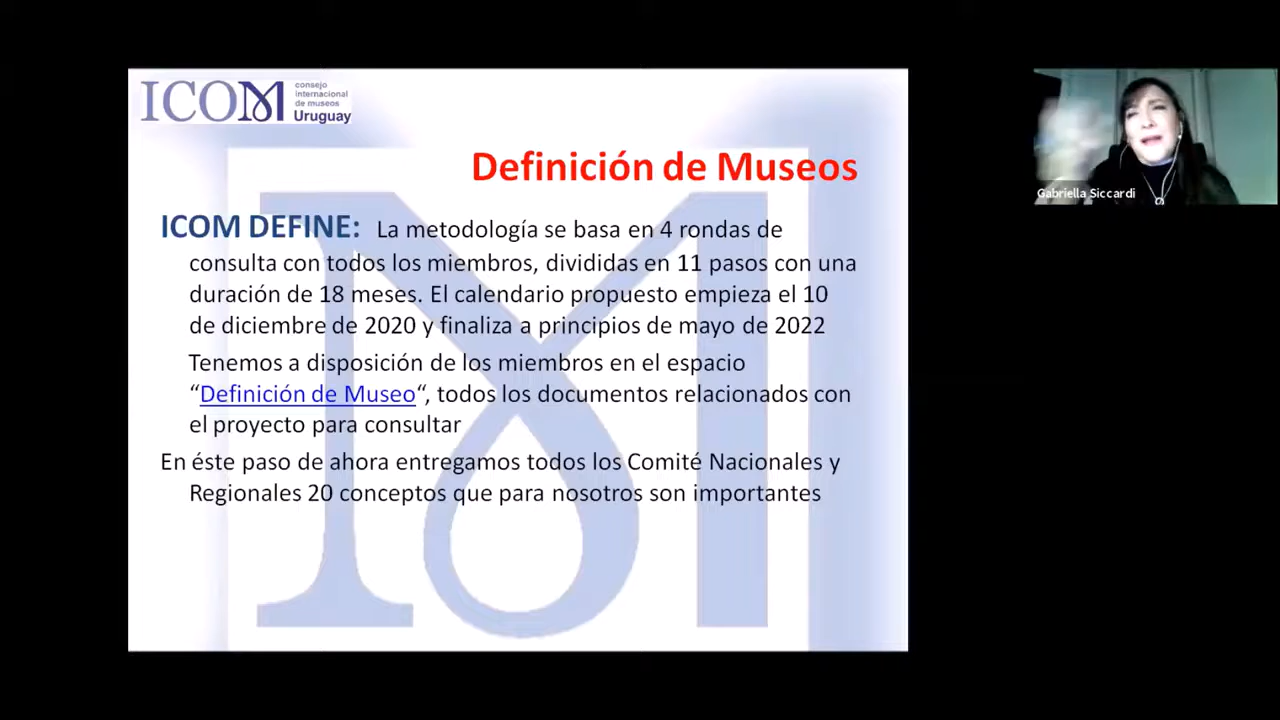 ICOM
consejo
internacional
de museos
Uruguay
Definición de Museos
ICOM DEFINE: La metodología se basa en 4 rondas de
consulta con todos los miembros, divididas en 11 pasos con una
duración de 18 meses. El calendario propuesto empieza el 10
de diciembre de 2020 y finaliza a principios de mayo de 2022
Tenemos a disposición de los miembros en el espacio
“Definición de Museo“, todos los documentos relacionados con
el proyecto para consultar
En éste paso de ahora entregamos todos los Comité Nacionales y
Regionales 20 conceptos que para nosotros son importantes
Gabriella Siccardi